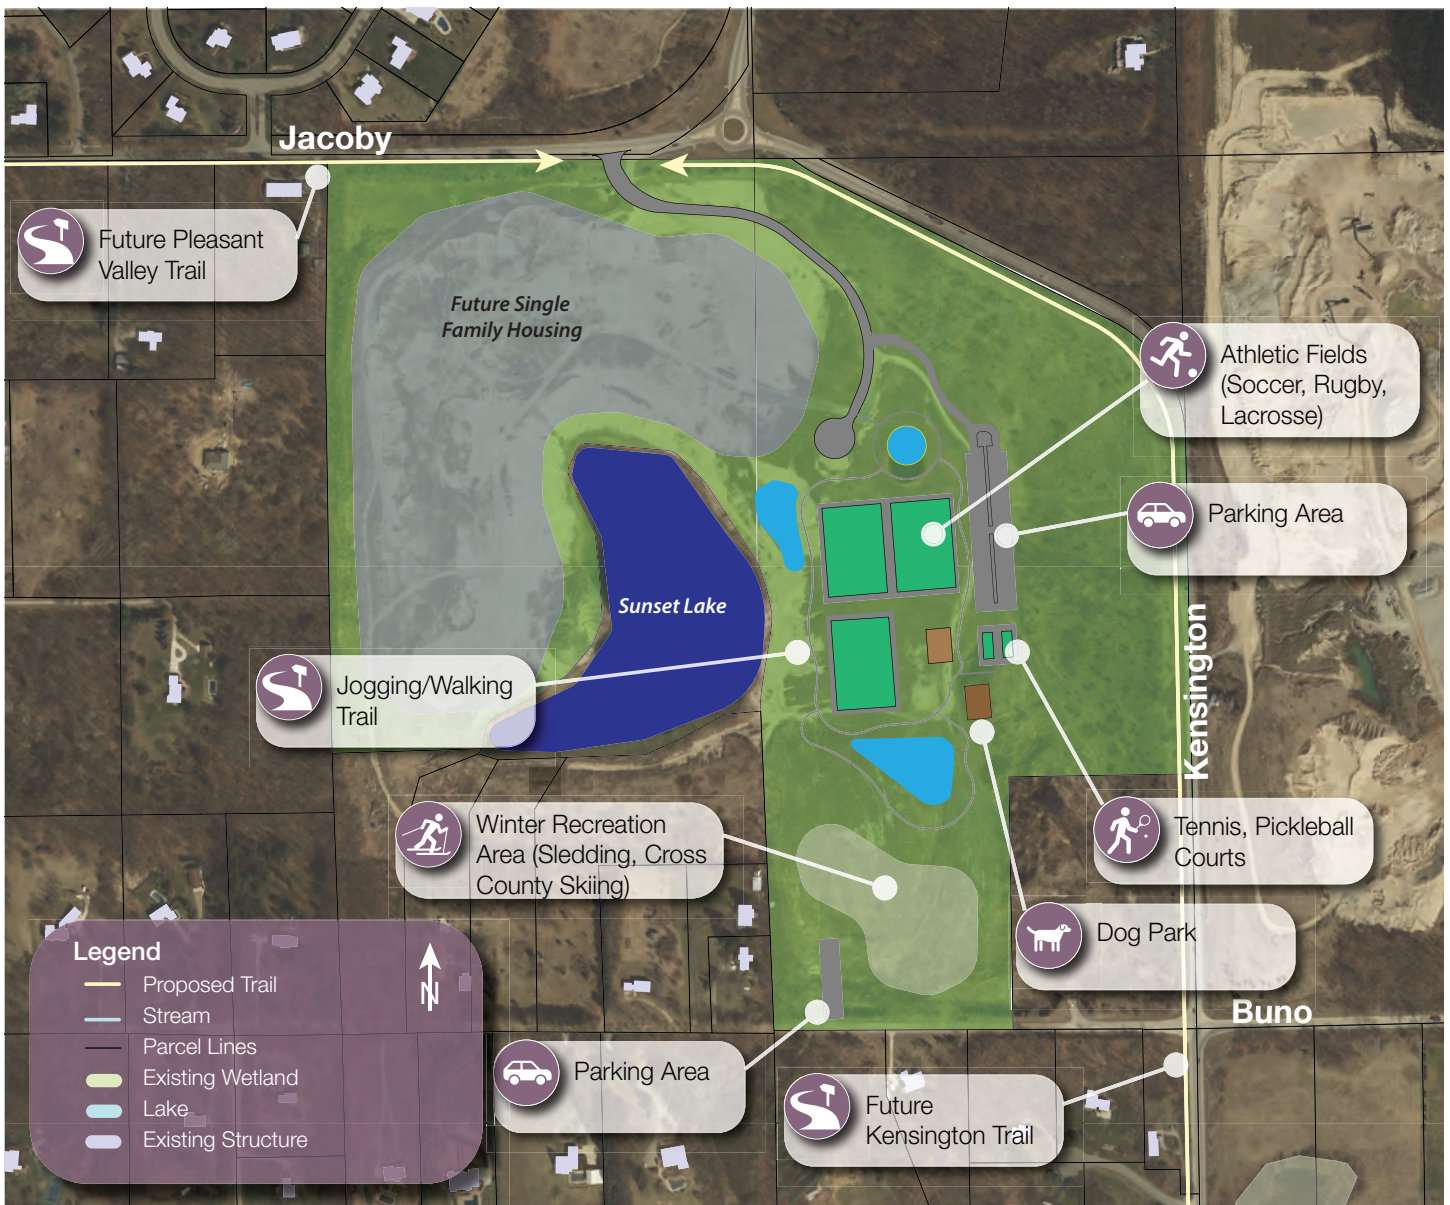 Jacoby
Future Pleasant
Valley Trail
Future Single
Family Housing
Athletic Fields
(Soccer, Rugby,
Lacrosse)
Parking Area
Sunset Lake
Kensington
Jogging/Walking
Trail
Winter Recreation
Area (Sledding, Cross
County Skiing)
Tennis, Pickleball
Courts
Dog Park
Buno
Parking Area
Future
Kensington Trail
Legend
N
Proposed Trail
Stream
Parcel Lines
Existing Wetland
Lake
Existing Structure